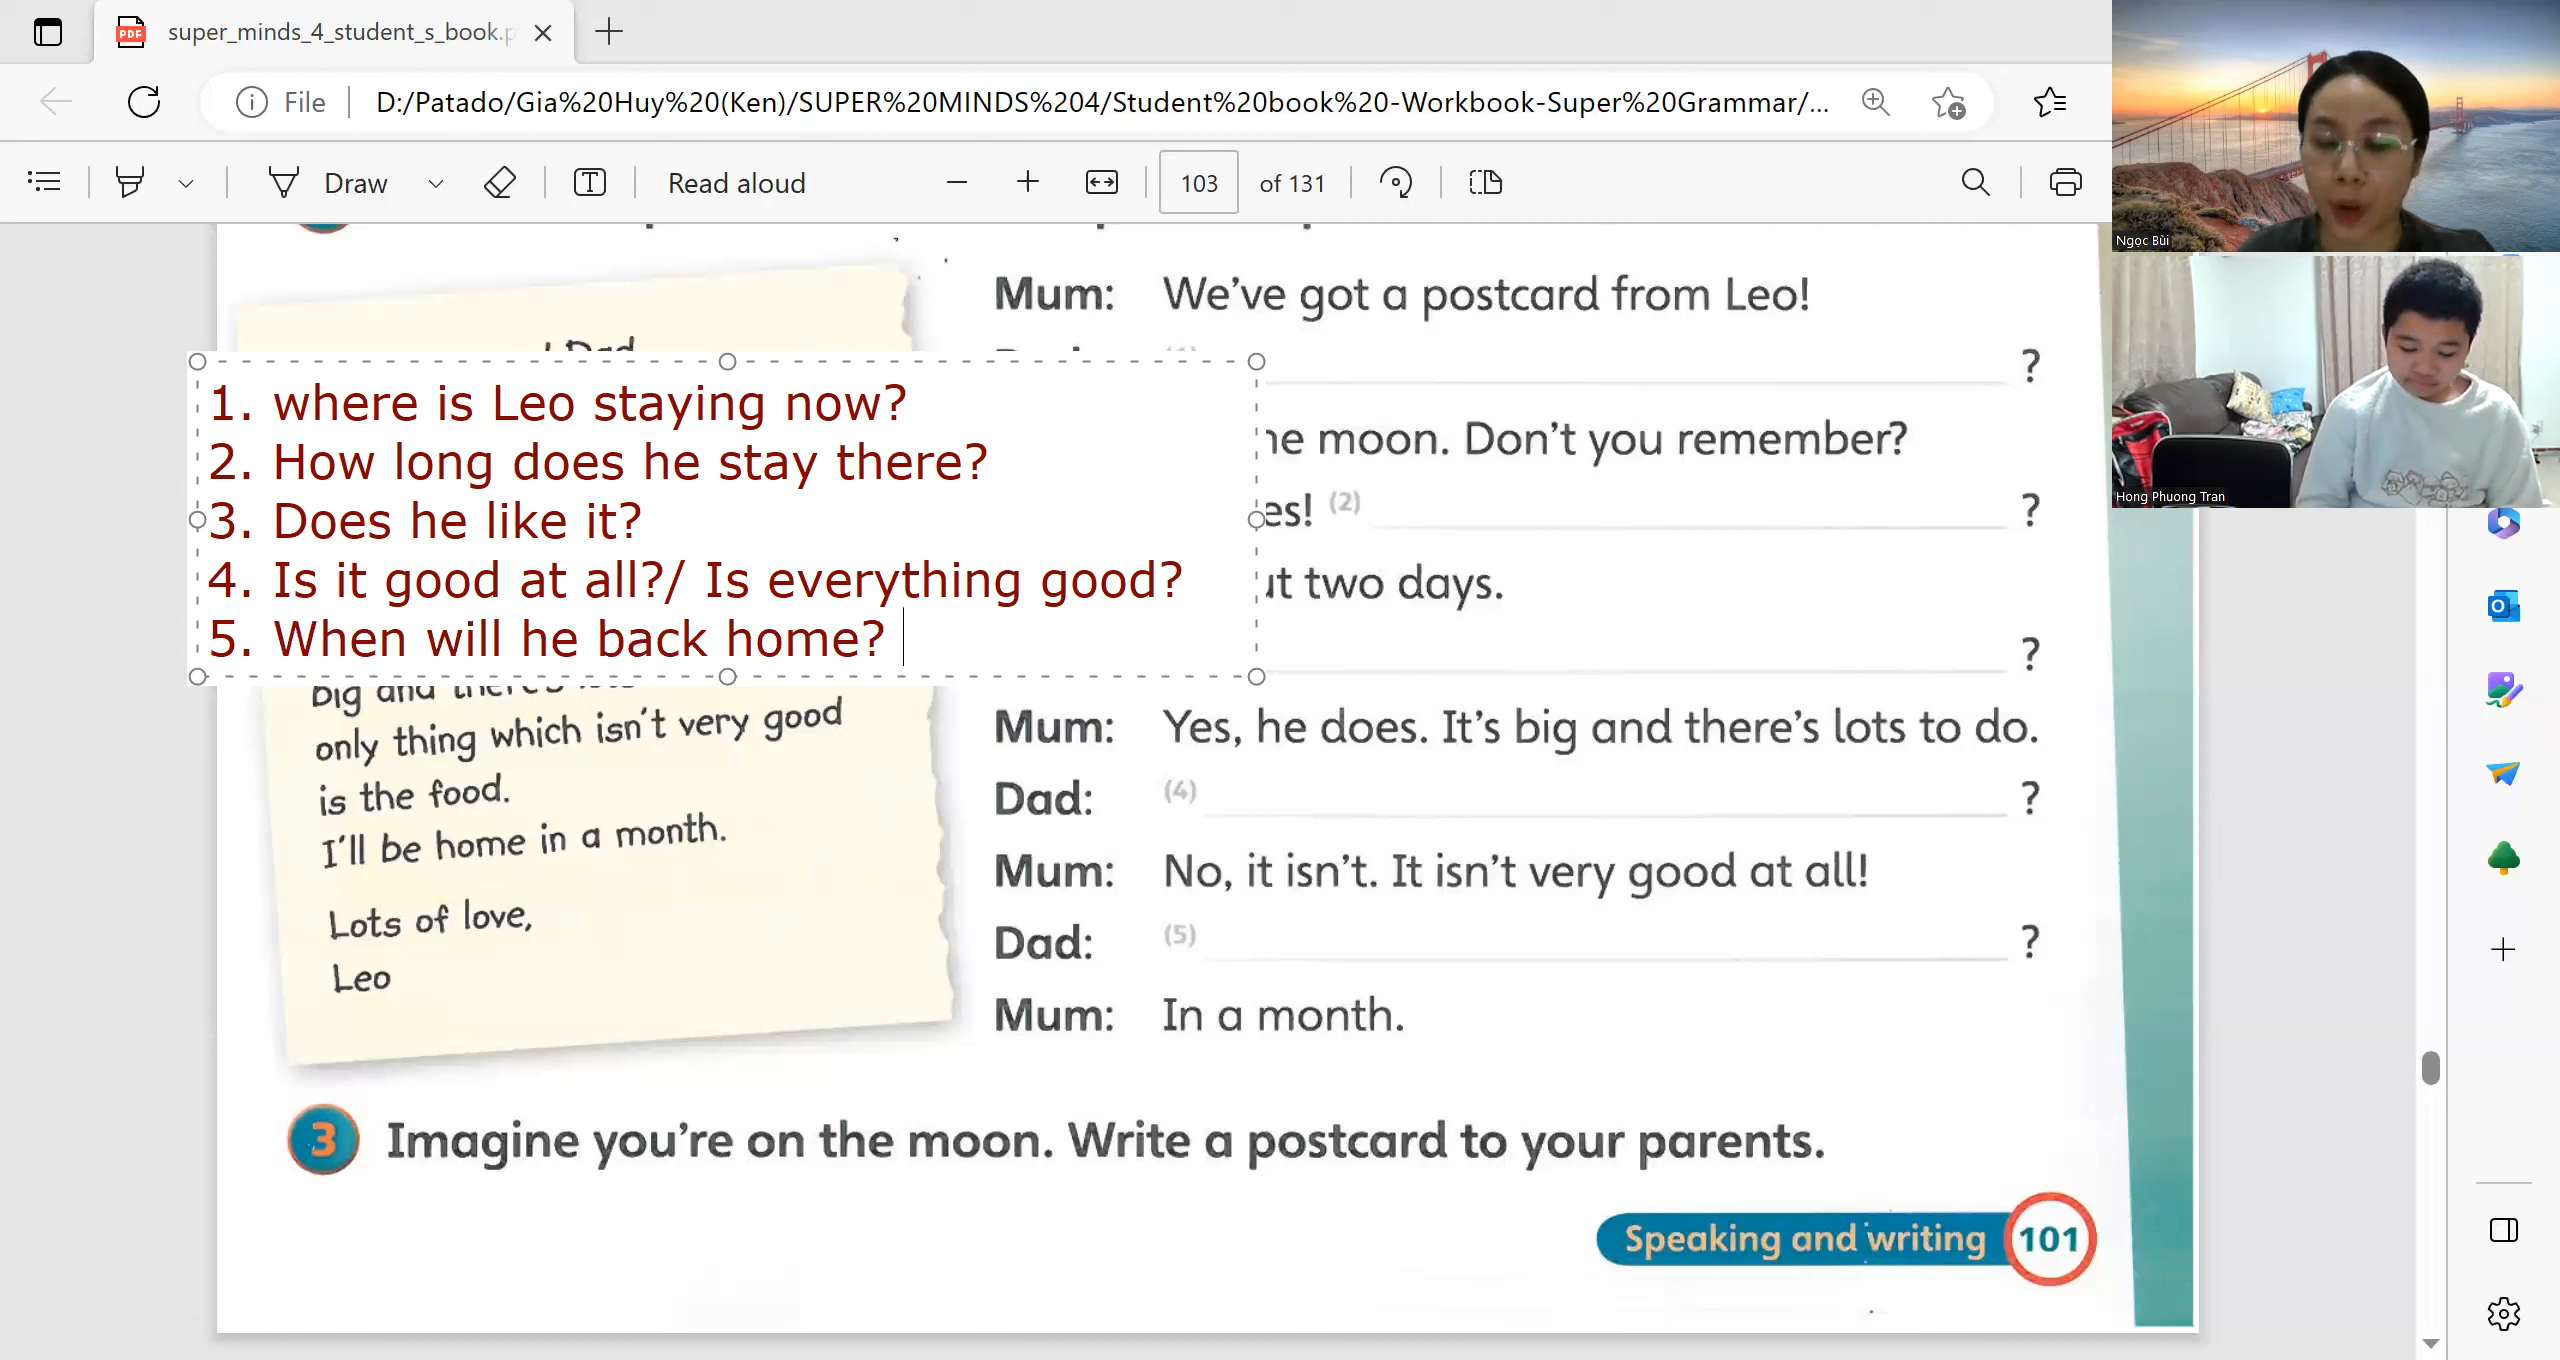 super_minds_4_student_s_book.p
File
D:/Patado/Gia%20Huy%20(Ken)/SUPER%20MINDS%204/Student%20book%20-Workbook-Super%20Grammar/...
Draw
Read aloud
103 of 131
Ngọc Bùi
Hong Phuong Tran
Dad
1. where is Leo staying now?
2. How long does he stay there?
3. Does he like it?
4. Is it good at all?/ Is everything good?
5. When will he back home?
big and there's
only thing which isn't very good
is the food.
I'll be home in a month.
Lots of love,
Leo
Mum: We've got a postcard from Leo!
?
moon. Don't you remember?
(2) ?
two days.
?
Mum: Yes, he does. It's big and there's lots to do.
Dad: (4) ?
Mum: No, it isn't. It isn't very good at all!
Dad: (5) ?
Mum: In a month.
3 Imagine you're on the moon. Write a postcard to your parents.
Speaking and writing 101